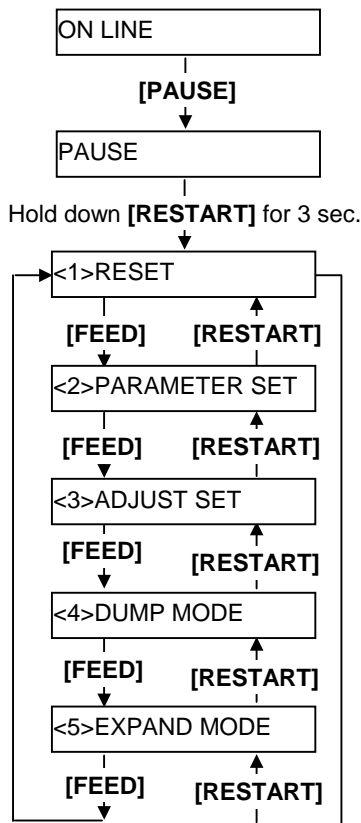 ON LINE
[PAUSE]
PAUSE
Hold down [RESTART] for 3 sec.
<1>RESET
[FEED] [RESTART]
<2>PARAMETER SET
[FEED] [RESTART]
<3>ADJUST SET
[FEED] [RESTART]
<4>DUMP MODE
[FEED] [RESTART]
<5>EXPAND MODE
[FEED] [RESTART]